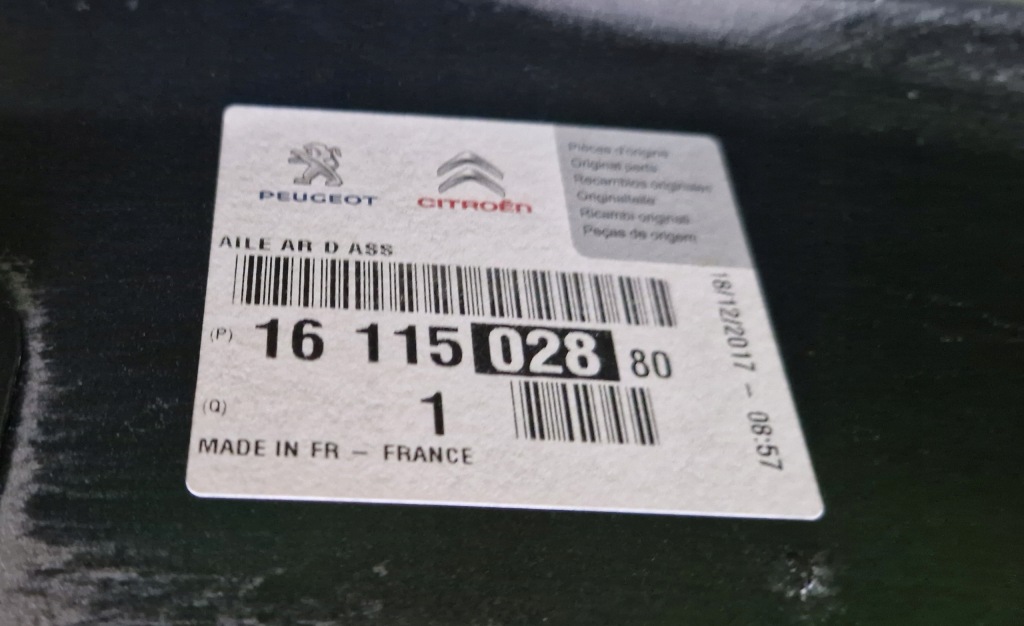 PEUGEOT
CITROËN
Pièces d'origine
Original parts
Recambios originales
Originalteile
Ricambi originali
Peças de origem
AILE AR D ASS
(P) 16 115 028 80
(Q) 1
MADE IN FR – FRANCE
18/12/2017 – 08:57